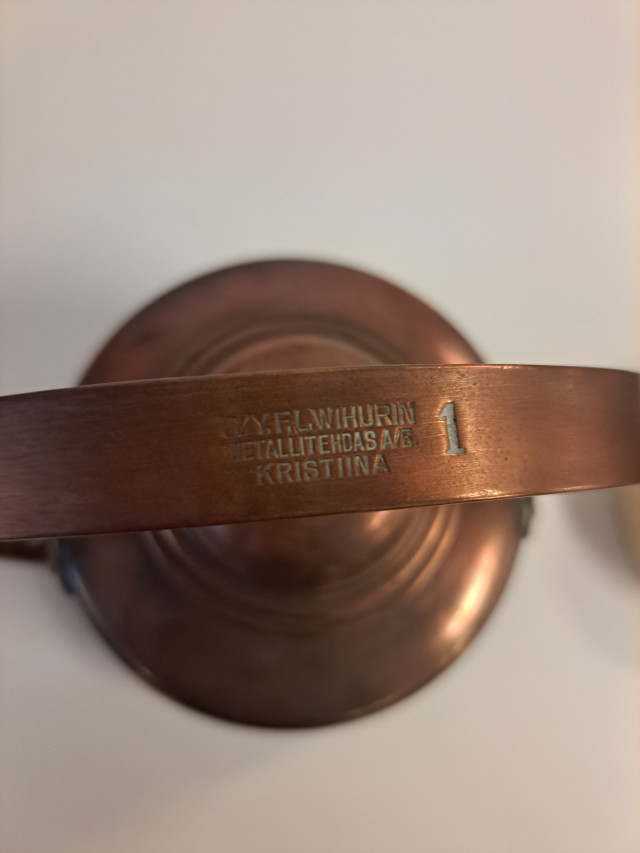 O/Y. F.L. WIHURIN
METALLITEHDAS A/B.
KRISTIINA
1